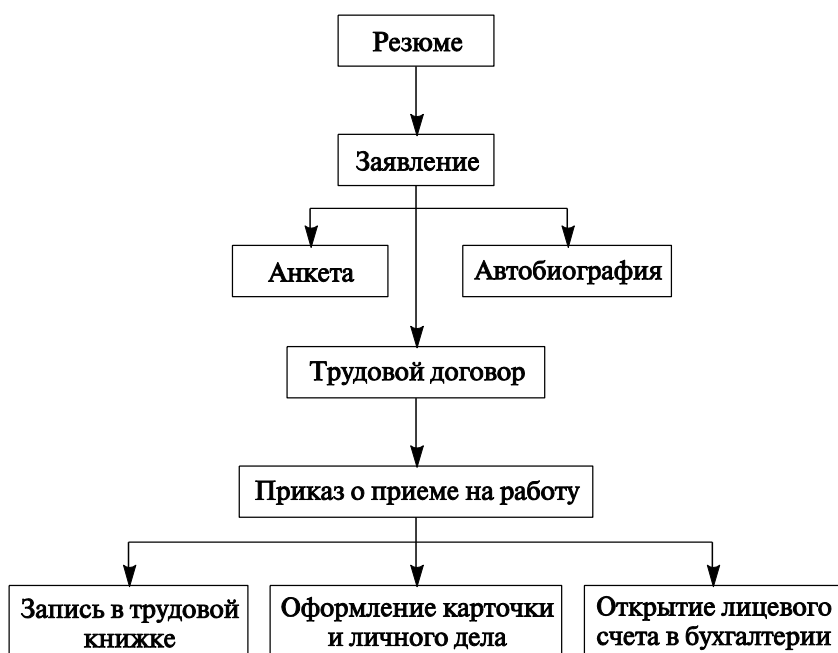 Резюме
Заявление
Анкета
Автобиография
Трудовой договор
Приказ о приеме на работу
Запись в трудовой
книжке
Оформление карточки
и личного дела
Открытие лицевого
счета в бухгалтерии